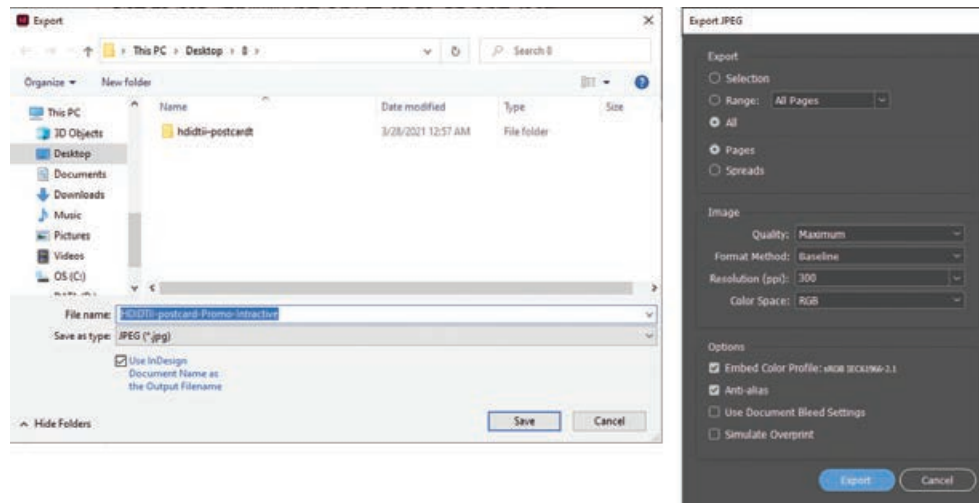 Export
This PC > Desktop > 8 >
Search 8
Organize
New folder
Name
Date modified
Type
Size
This PC
3D Objects
Desktop
Documents
Downloads
Music
Pictures
Videos
OS (C:)
hdidtii-postcardt
3/28/2021 12:57 AM
File folder
File name: HDIDTII-postcard-Promo-Intractive
Save as type: JPEG (*.jpg)
Use InDesign
Document Name as
the Output Filename
Hide Folders
Save
Cancel
Export JPEG
Export
Selection
Range: All Pages
All
Pages
Spreads
Image
Quality: Maximum
Format Method: Baseline
Resolution (ppi): 300
Color Space: RGB
Options
Embed Color Profile: sRGB IEC61966-2.1
Anti-alias
Use Document Bleed Settings
Simulate Overprint
Export
Cancel